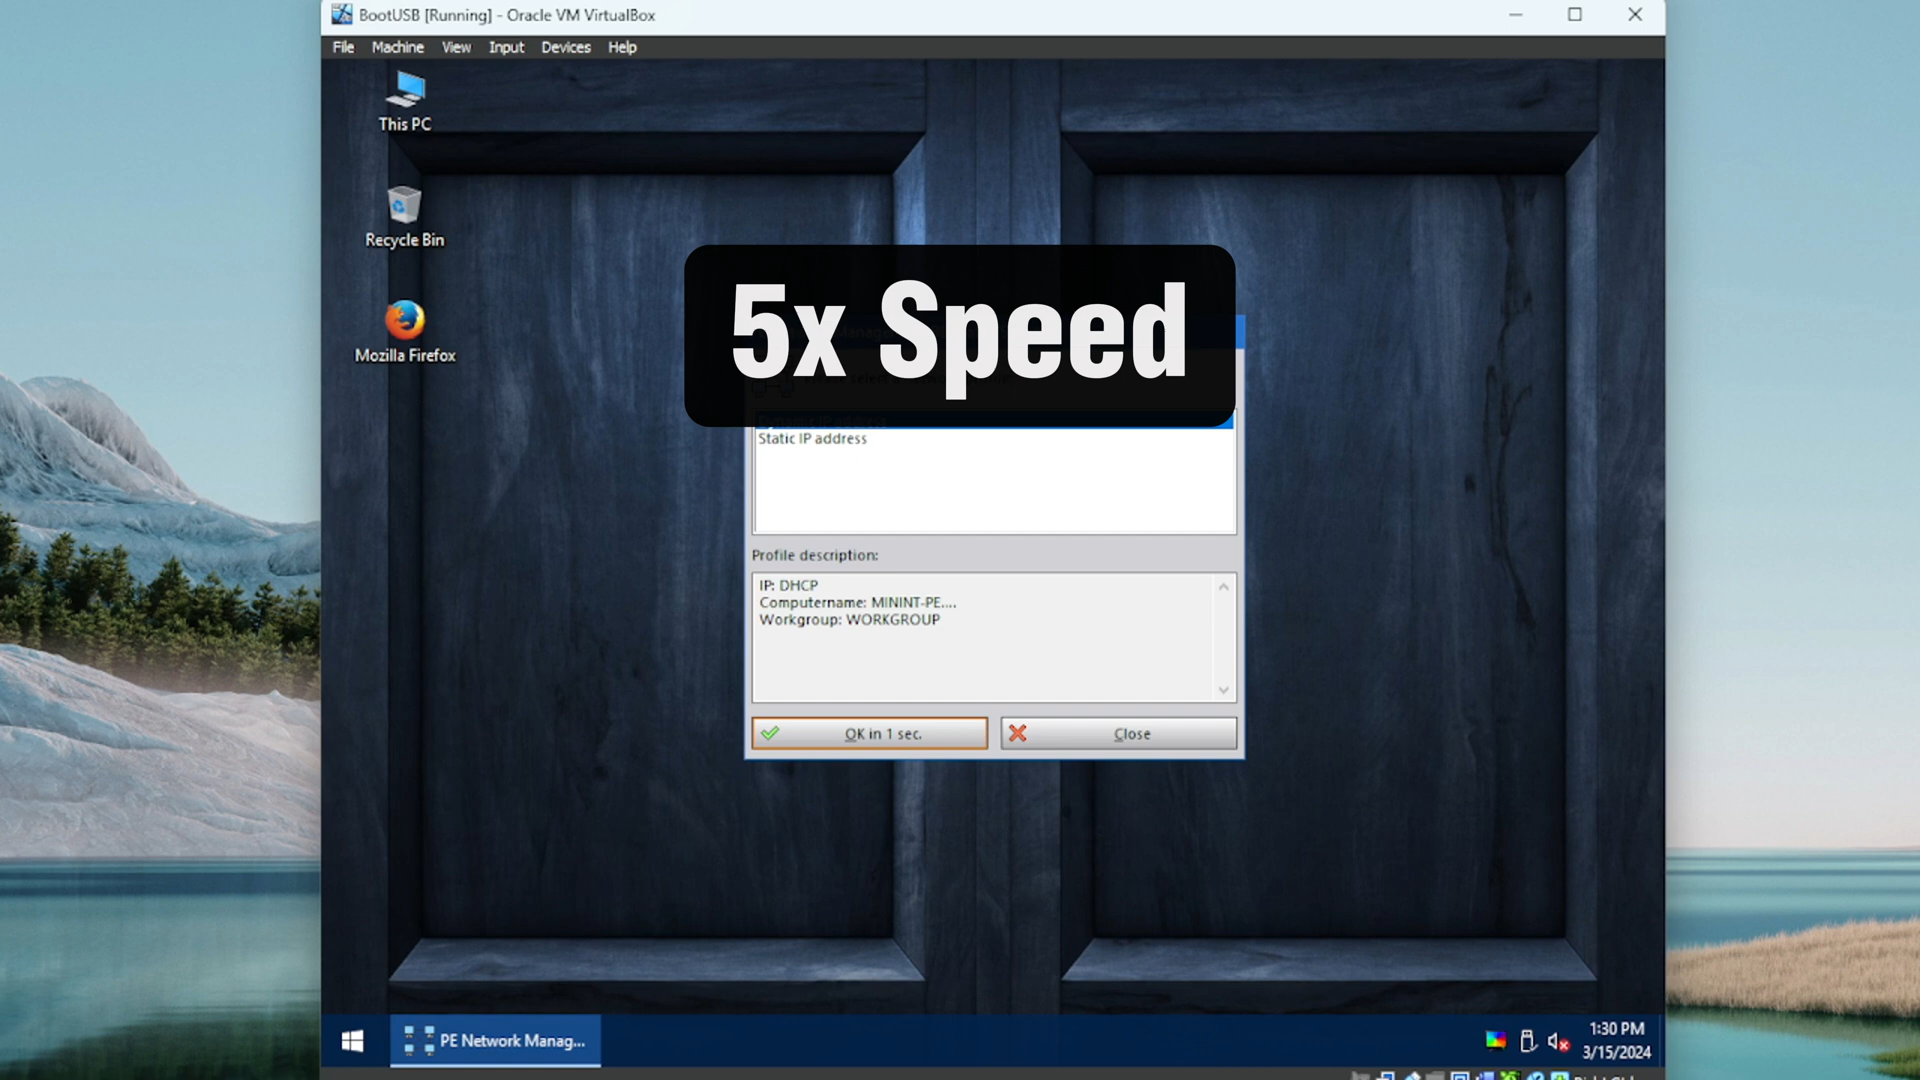 BootUSB [Running] - Oracle VM VirtualBox
File Machine View Input Devices Help
This PC
Recycle Bin
Mozilla Firefox
5x Speed
Static IP address
Profile description:
IP: DHCP
Computername: MININT-PE....
Workgroup: WORKGROUP
OK in 1 sec.
Close
PE Network Manag...
1:30 PM
3/15/2024